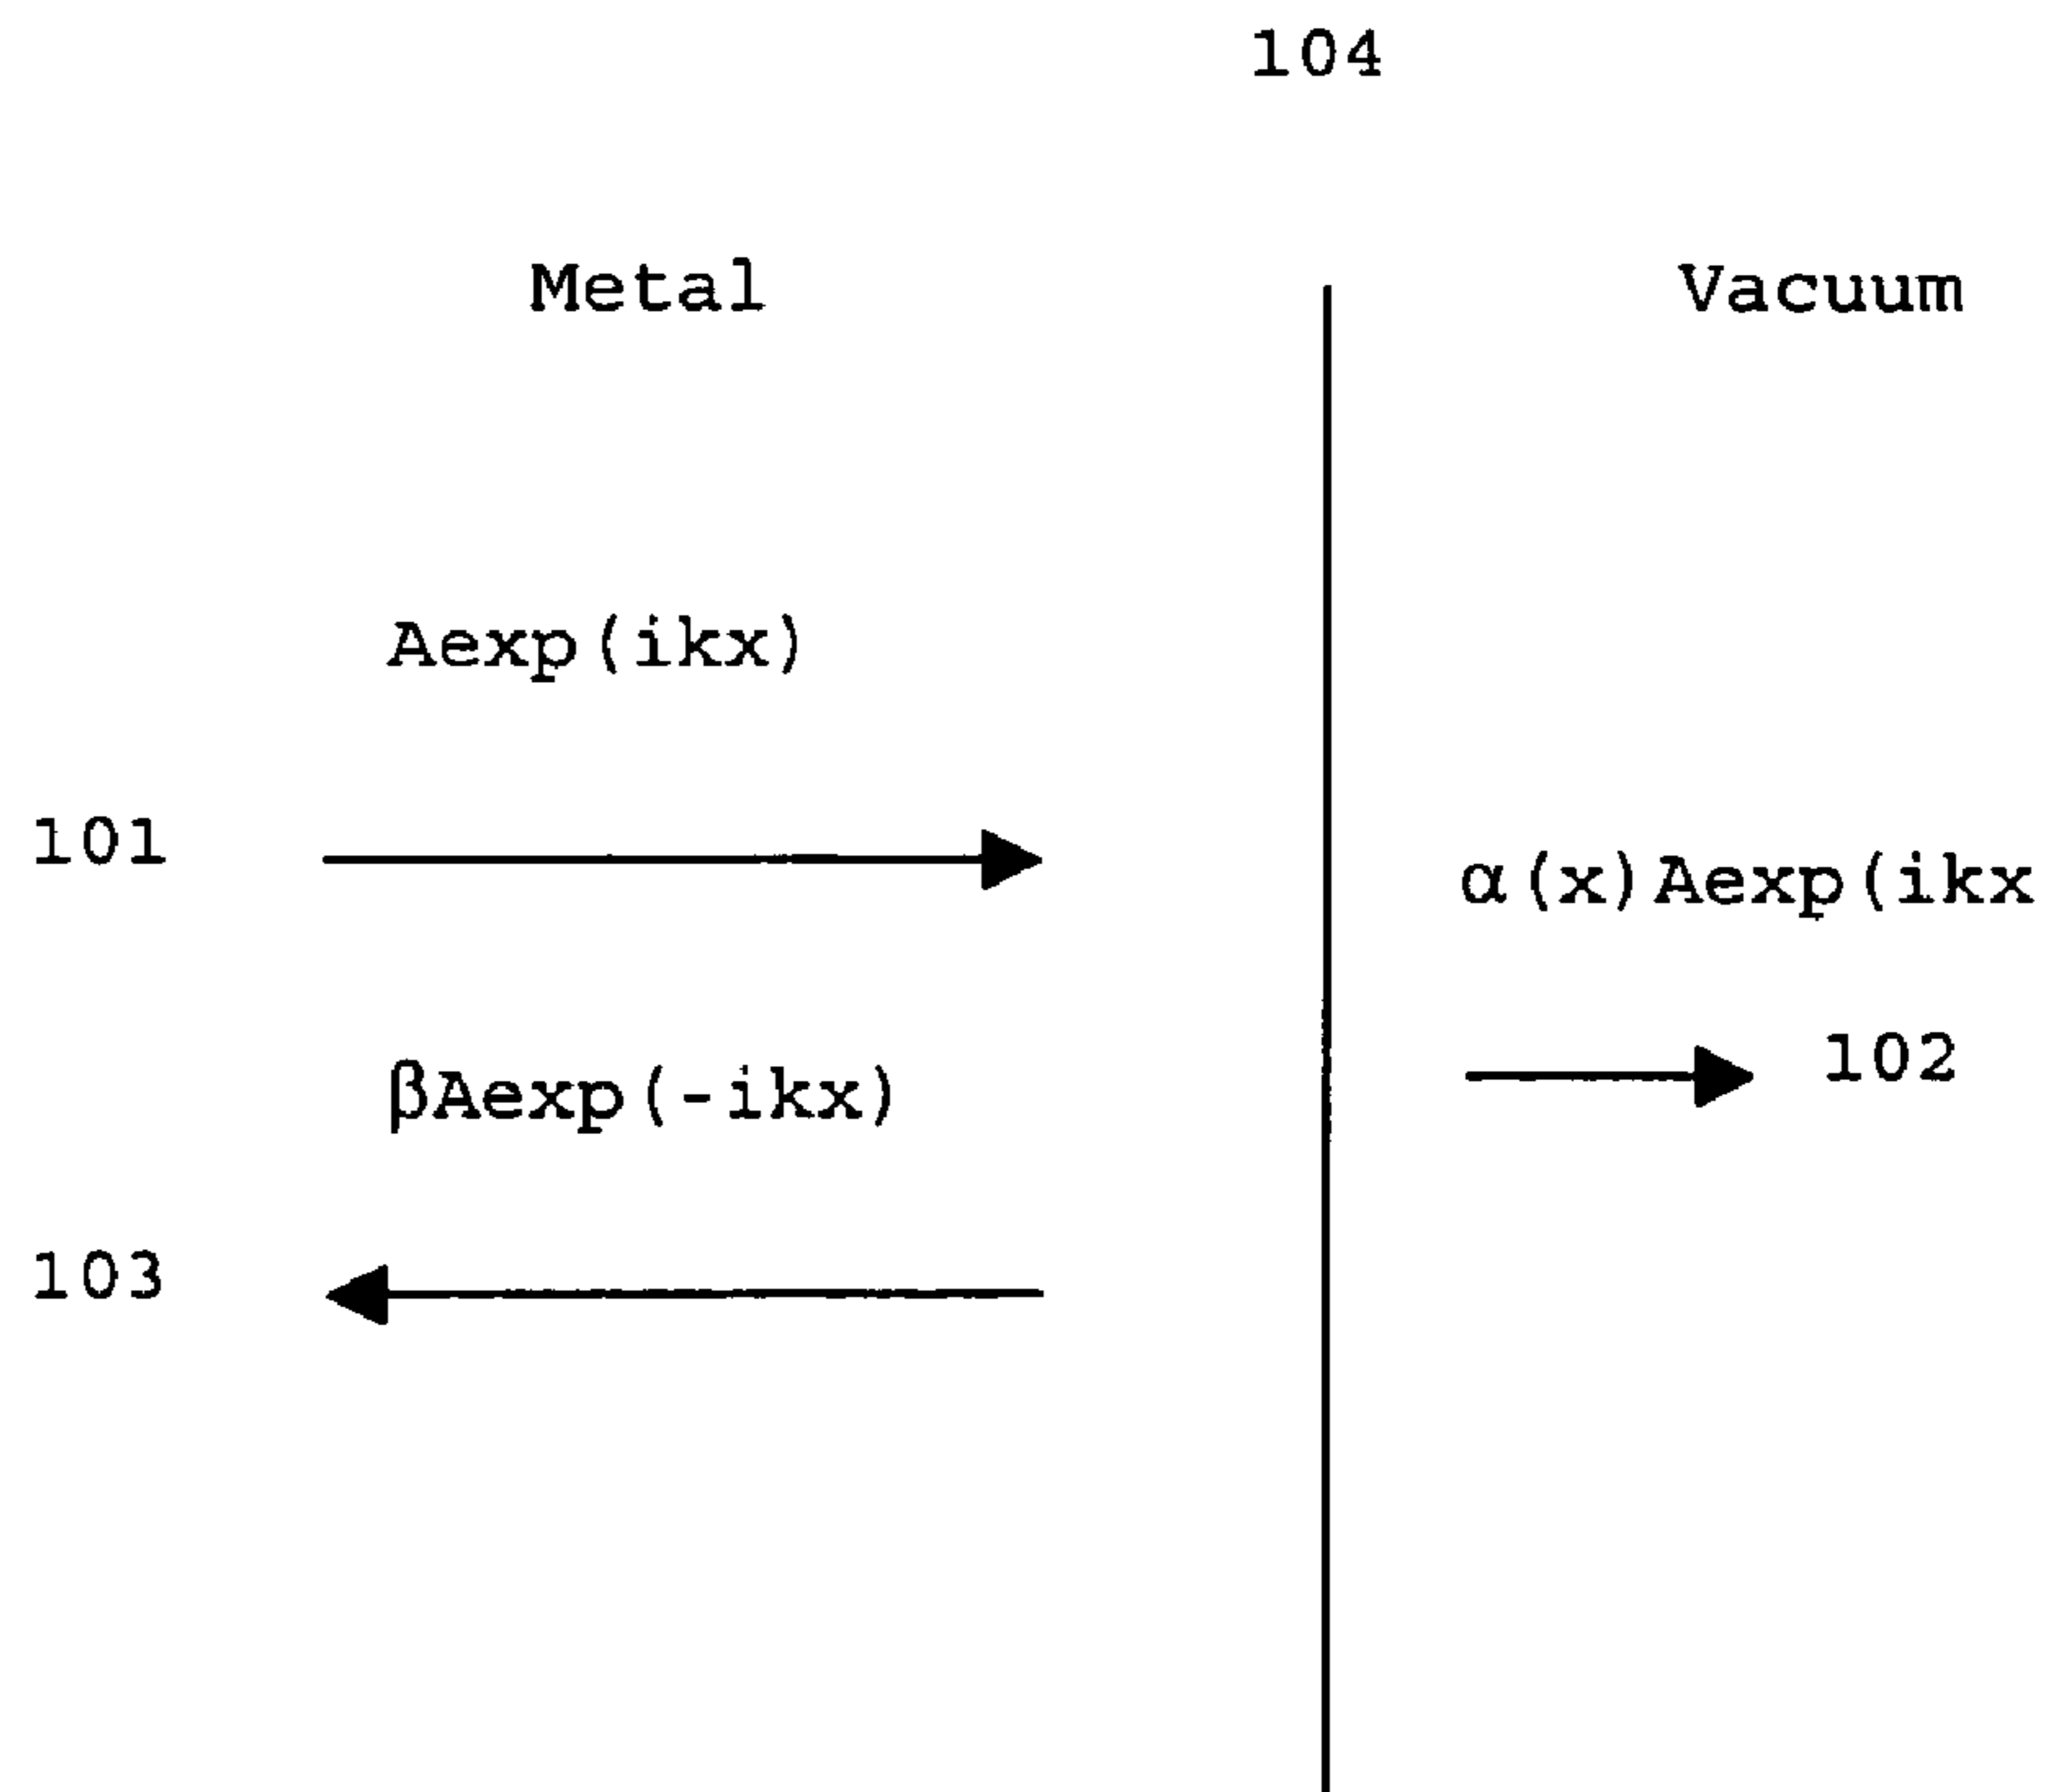 104
Metal
Vacuum
Aexp(ikx)
101
α(x)Aexp(ikx
βAexp(-ikx)
102
103